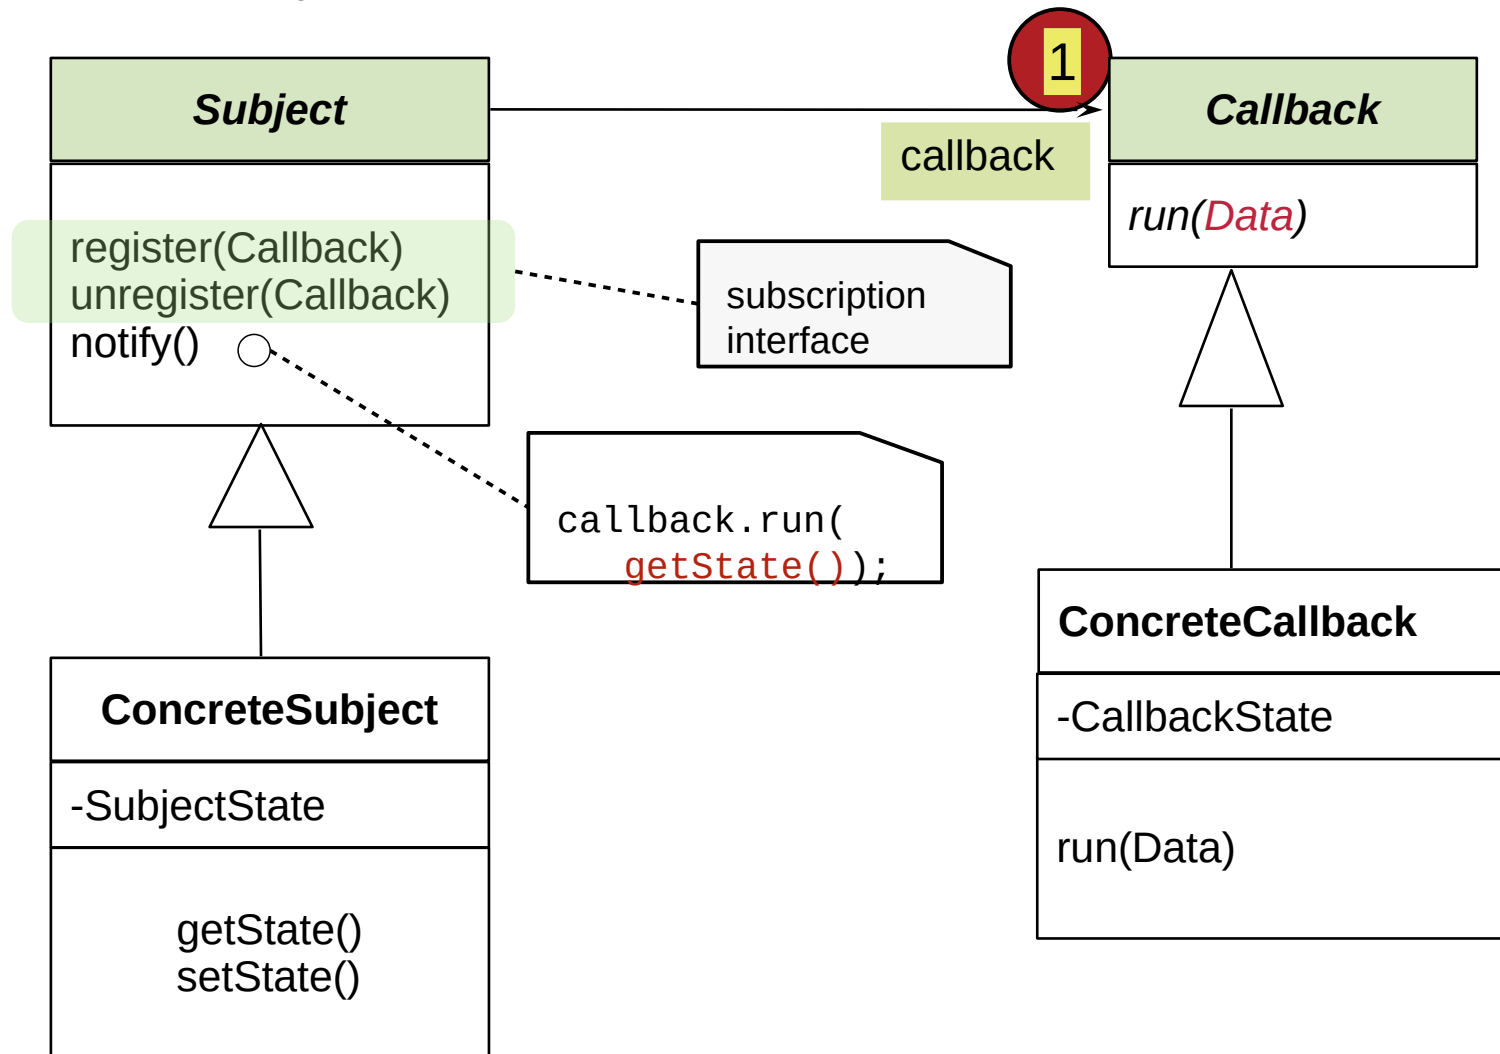 1
Subject
Callback
callback
run(Data)
register(Callback)
unregister(Callback)
notify()
subscription
interface
callback.run(
getState());
ConcreteCallback
-CallbackState
run(Data)
ConcreteSubject
-SubjectState
getState()
setState()